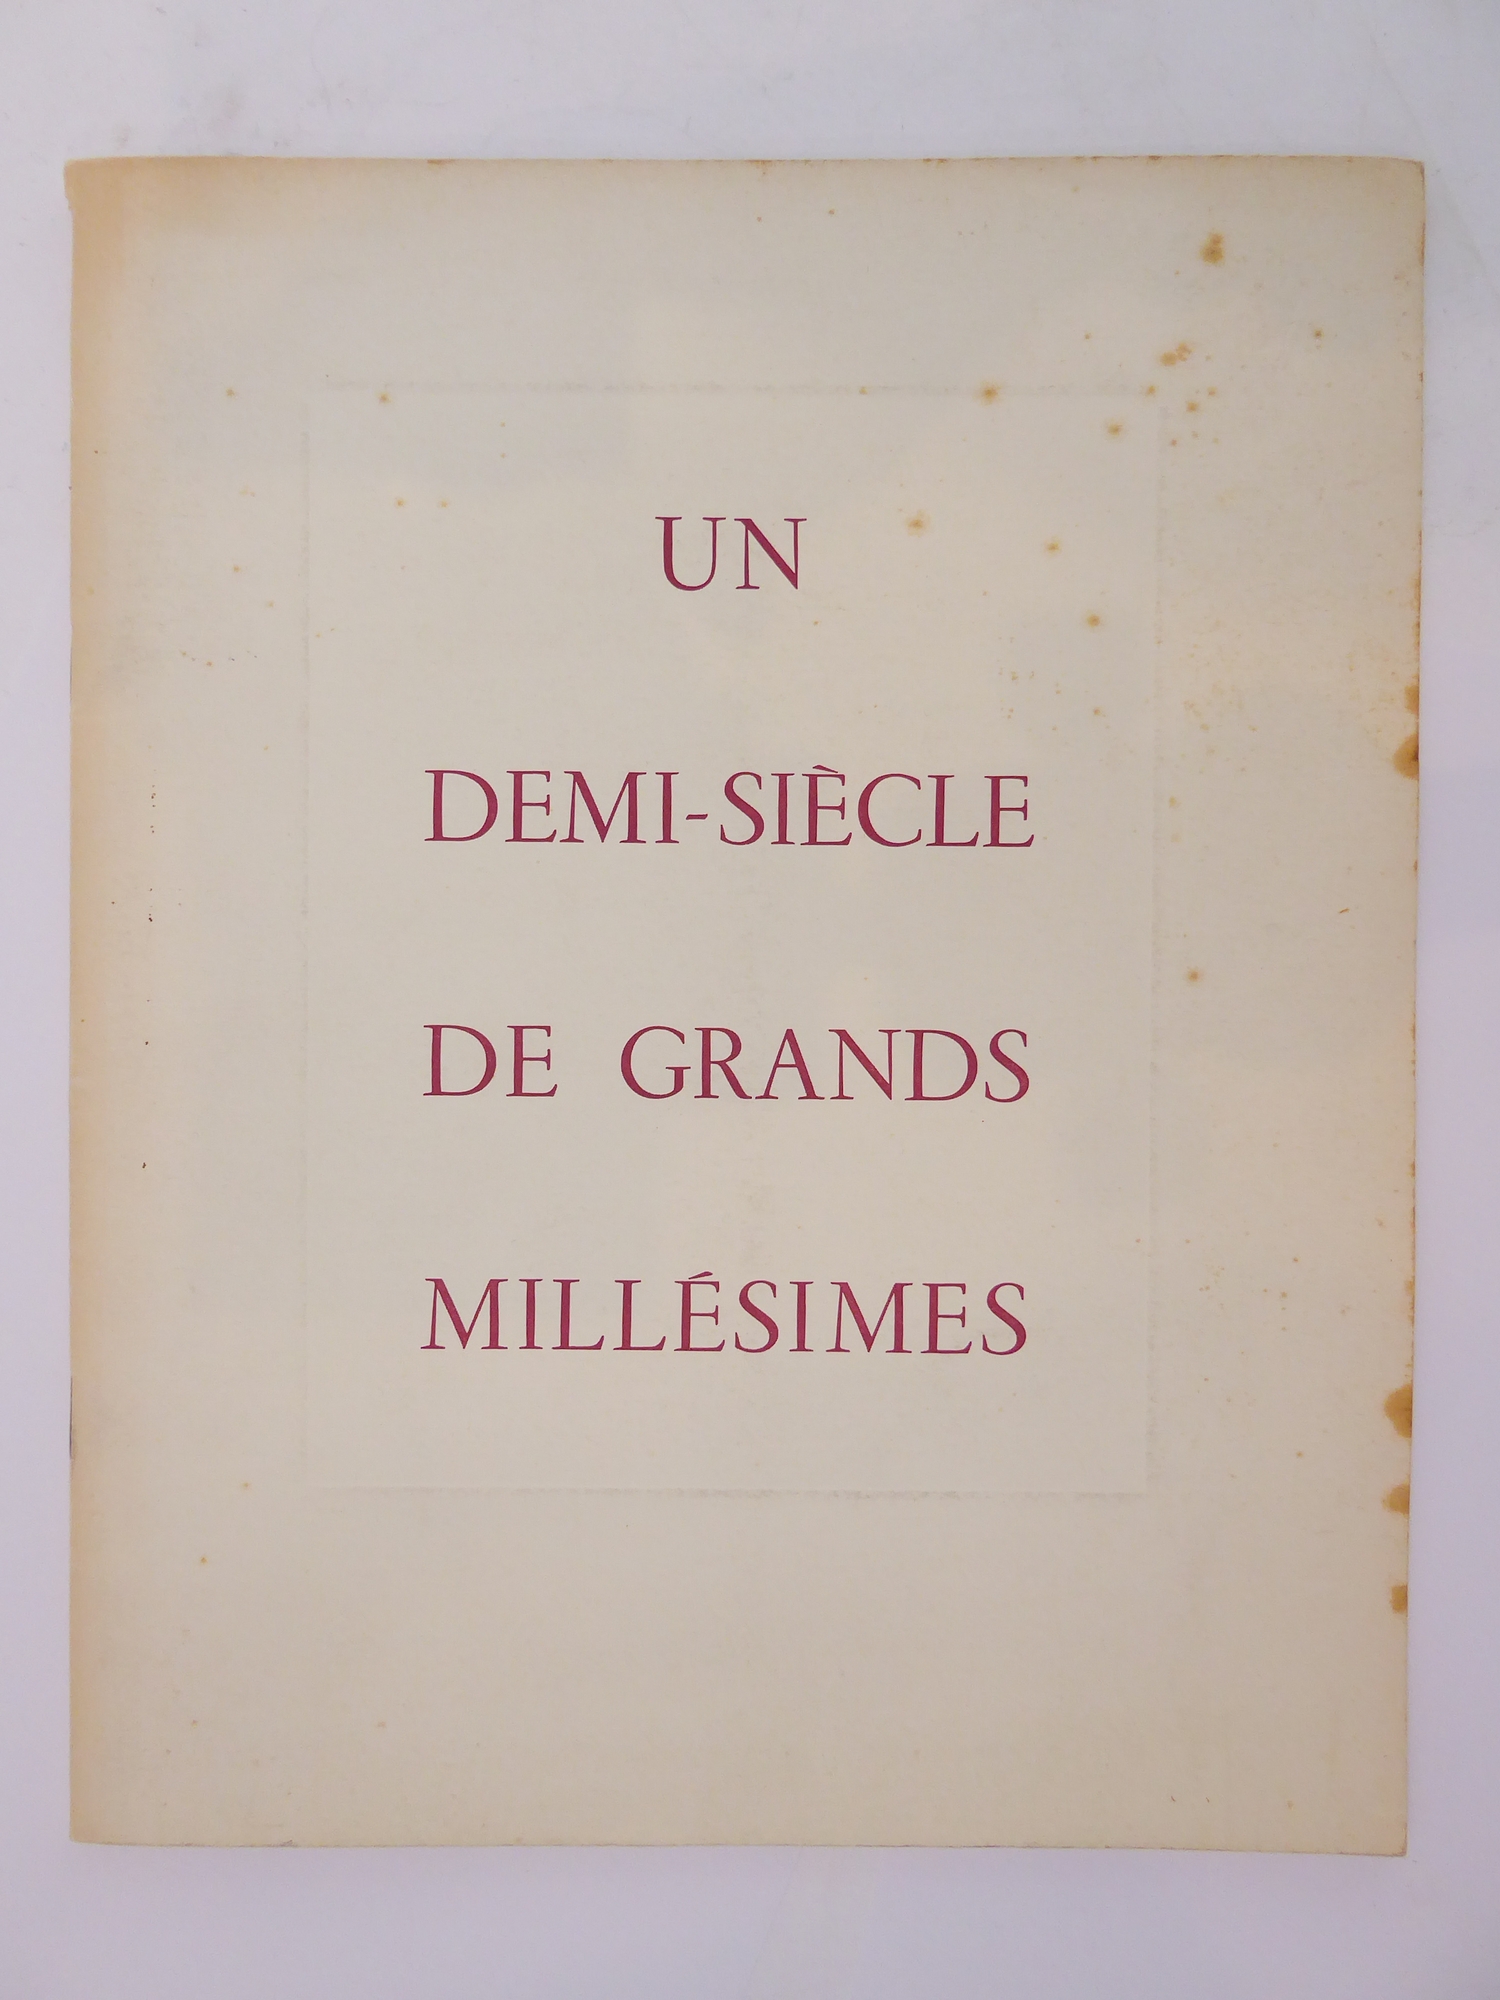 UN
DEMI-SIÈCLE
DE GRANDS
MILLÉSIMES